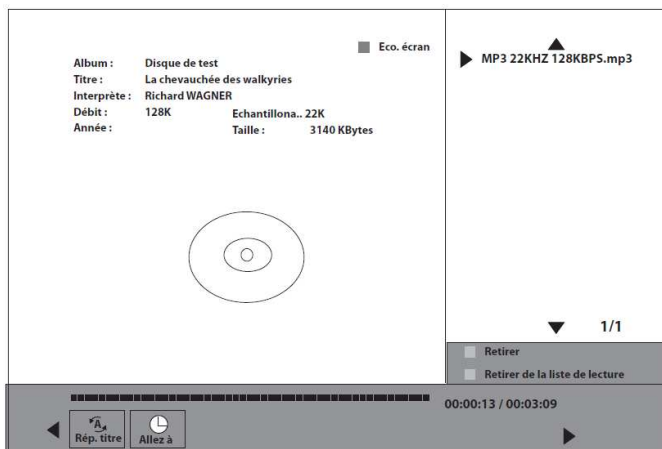 Eco. écran
Album : Disque de test
Titre : La chevauchée des walkyries
Interprète : Richard WAGNER
Débit : 128K Echantillona.. 22K
Année : Taille : 3140 KBytes
MP3 22KHZ 128KBPS.mp3
1/1
Retirer
Retirer de la liste de lecture
00:00:13 / 00:03:09
A
Rép. titre
Allez à